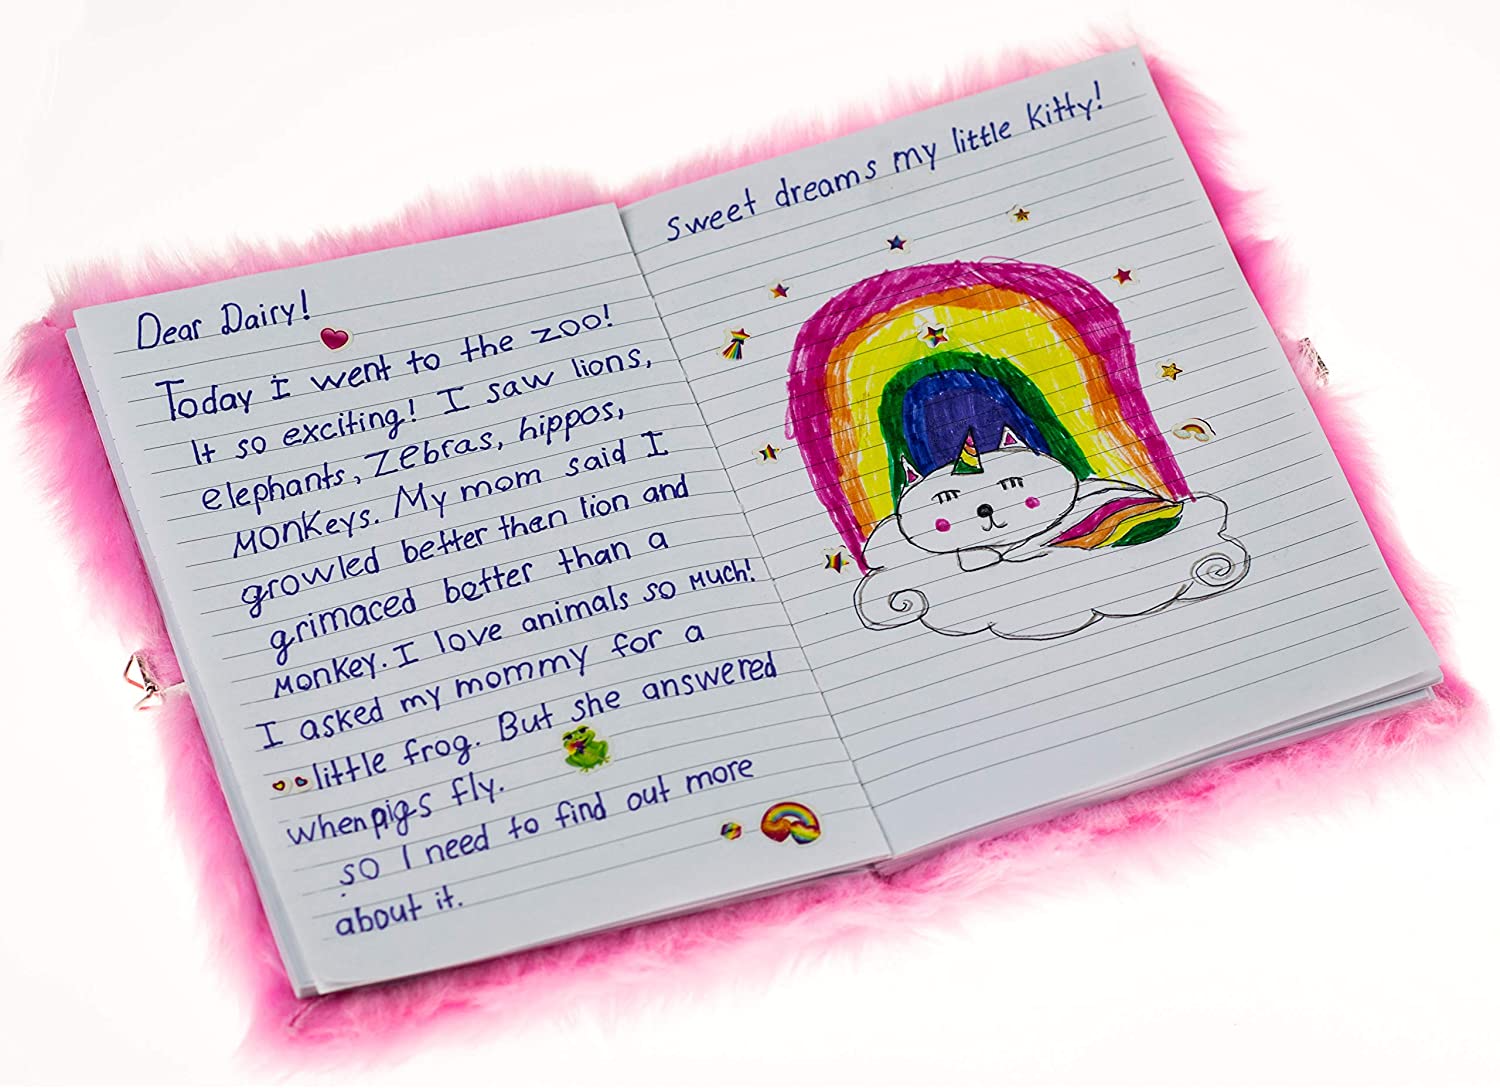 Dear Dairy!
Today i went to the zoo!
It so exciting! I saw lions,
elephants, zebras, hippos,
monkeys. My mom said I
growled better then lion and
grimaced better than a
monkey. I love animals so much!
I asked my mommy for a
little frog. But she answered
when pigs fly.
so I need to find out more
about it.
sweet dreams my little kitty!